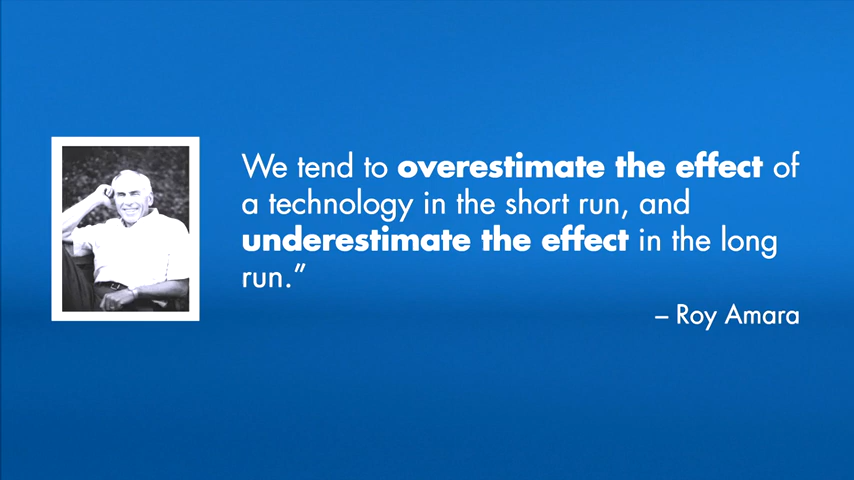 We tend to overestimate the effect of
a technology in the short run, and
underestimate the effect in the long
run.”
– Roy Amara